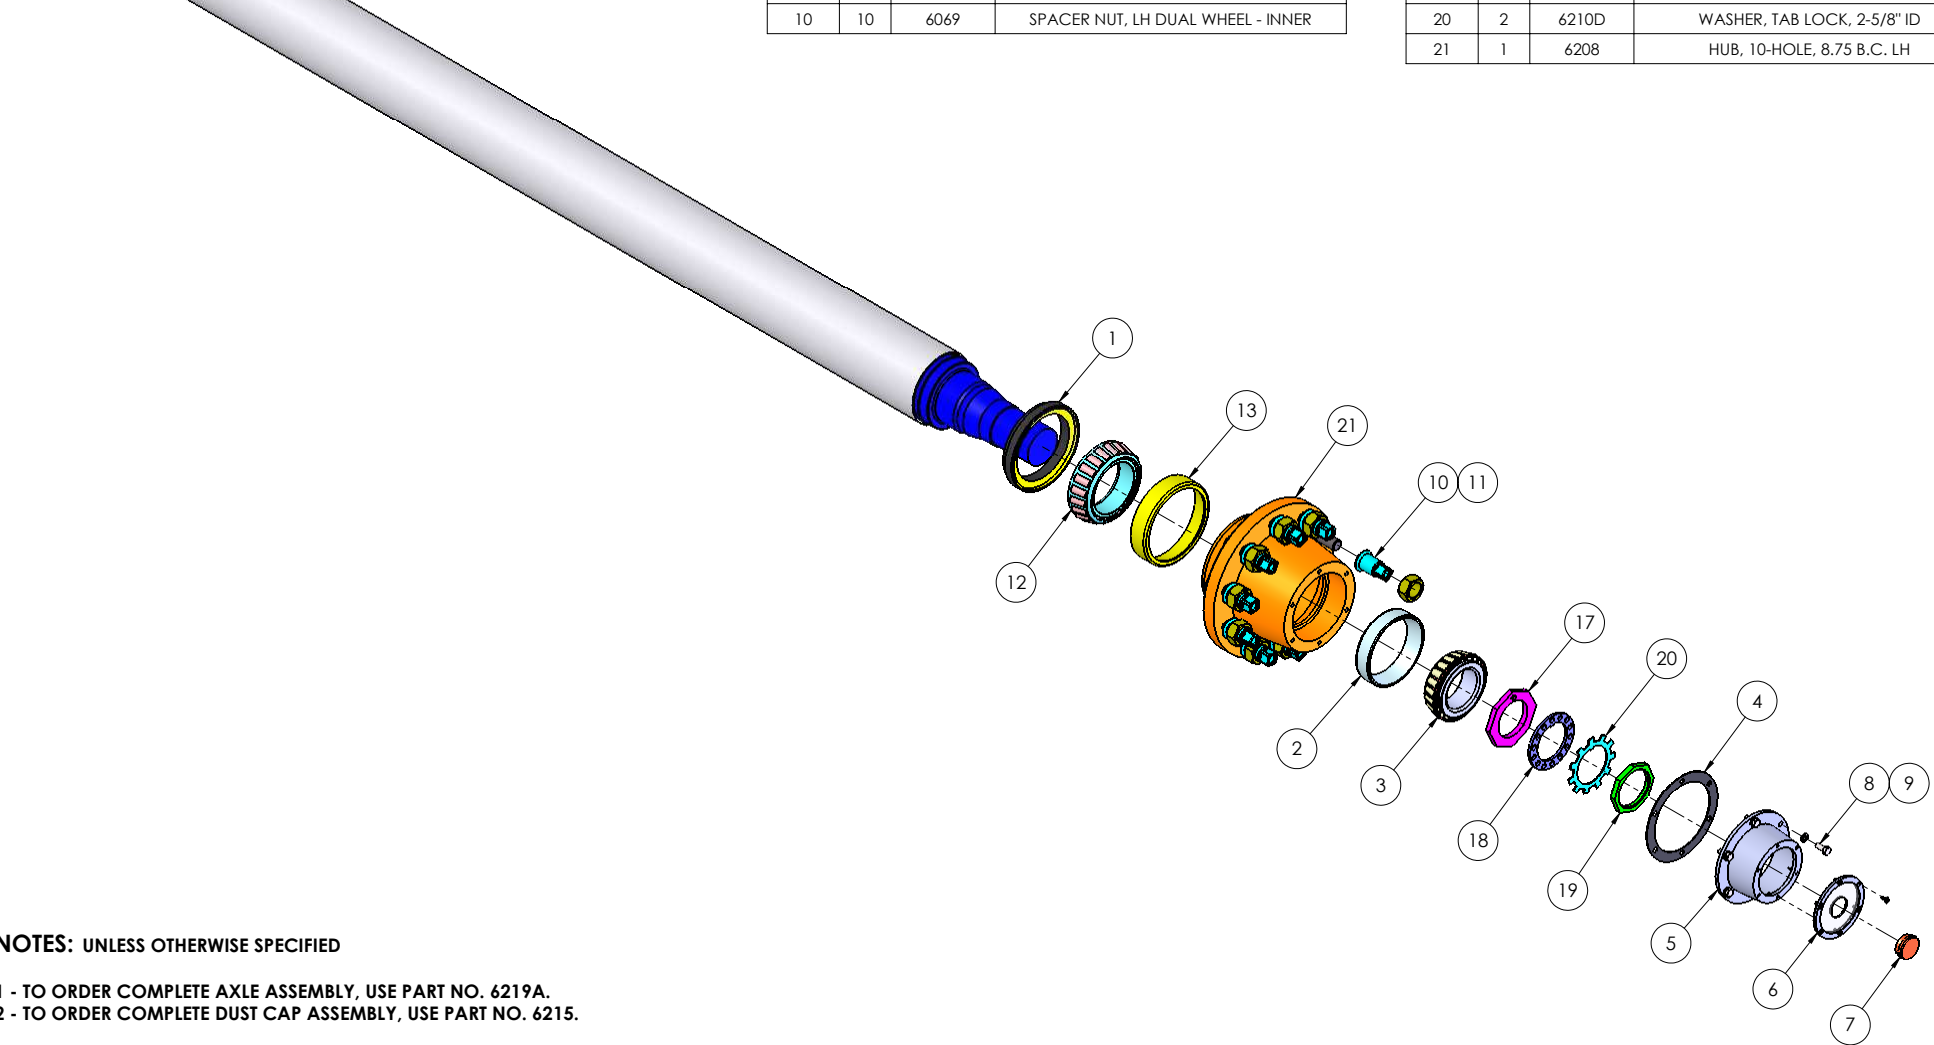 10 10 6069 SPACER NUT, LH DUAL WHEEL - INNER
20 2 6210D WASHER, TAB LOCK, 2-5/8" ID
21 1 6208 HUB, 10-HOLE, 8.75 B.C. LH
1
13
21
10 11
12
17
20
2
4
3
8 9
18
19
5
6
7
NOTES: UNLESS OTHERWISE SPECIFIED
1 - TO ORDER COMPLETE AXLE ASSEMBLY, USE PART NO. 6219A.
2 - TO ORDER COMPLETE DUST CAP ASSEMBLY, USE PART NO. 6215.